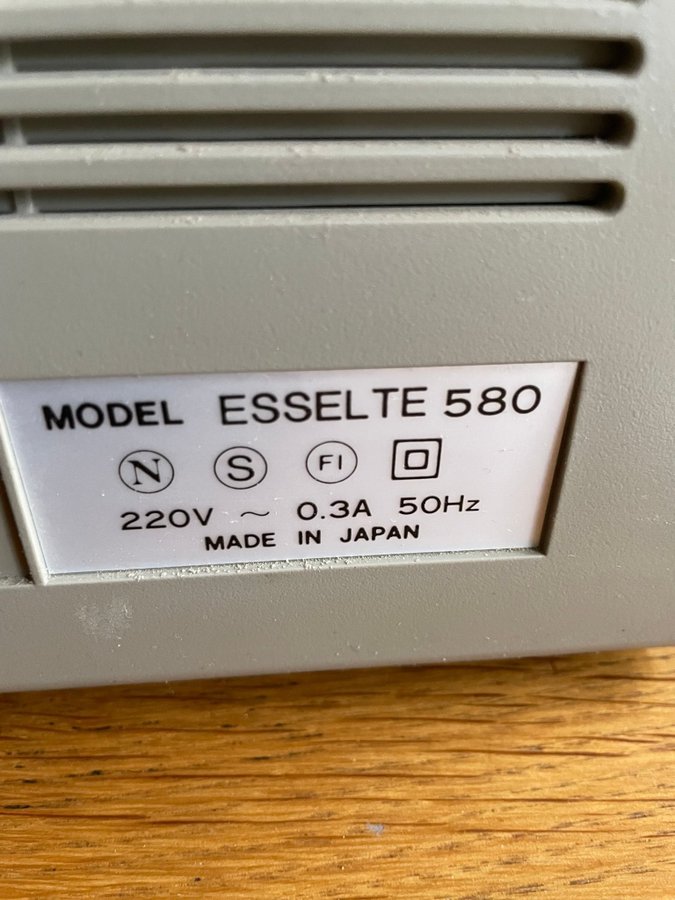 MODEL ESSELTE 580
N S FI
220V ~ 0.3A 50Hz
MADE IN JAPAN